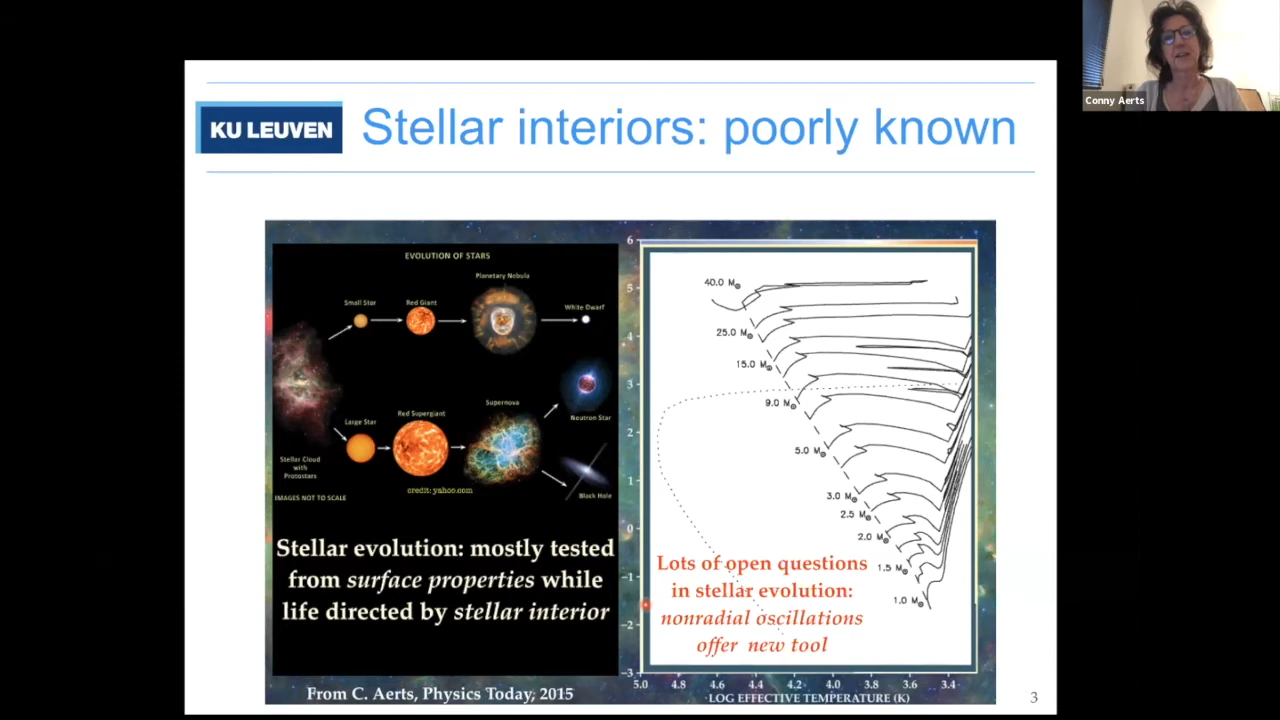 Conny Aerts
KU LEUVEN
Stellar interiors: poorly known
EVOLUTION OF STARS
Planetary Nebula
Small Star
Red Giant
White Dwarf
Large Star
Red Supergiant
Supernova
Neutron Star
Stellar Cloud
with
Protostars
Black Hole
IMAGES NOT TO SCALE
credit: yahoo.com
Stellar evolution: mostly tested
from surface properties while
life directed by stellar interior
From C. Aerts, Physics Today, 2015
6
5
4
3
2
1
0
-1
-2
-3
40.0 M⊙
25.0 M⊙
15.0 M⊙
9.0 M⊙
5.0 M⊙
3.0 M⊙
2.5 M⊙
2.0 M⊙
1.5 M⊙
1.0 M⊙
Lots of open questions
in stellar evolution:
nonradial oscillations
offer new tool
5.0 4.8 4.6 4.4 4.2 4.0 3.8 3.6 3.4
LOG EFFECTIVE TEMPERATURE (K)
3